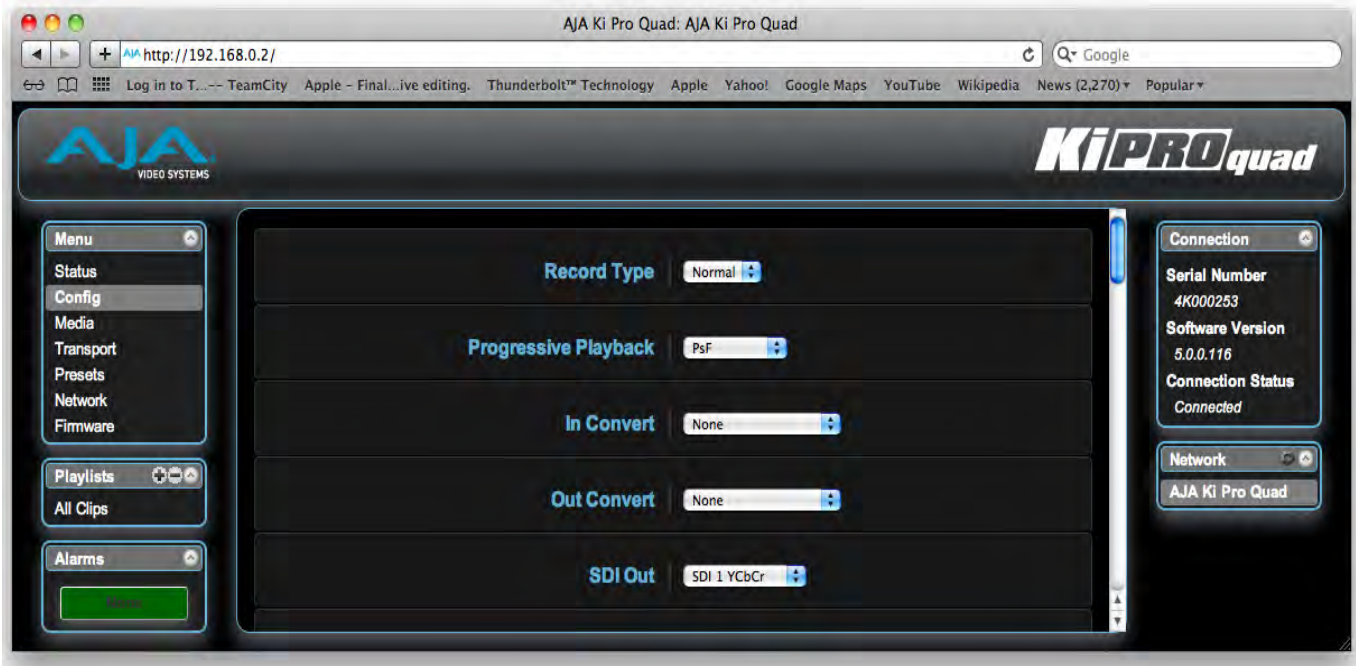 AJA Ki Pro Quad: AJA Ki Pro Quad
AJA http://192.168.0.2/
Google
Log in to T...-- TeamCity Apple – Final...ive editing. Thunderbolt™ Technology Apple Yahoo! Google Maps YouTube Wikipedia News (2,270) Popular
AJA
VIDEO SYSTEMS
KiPRO quad
Menu
Status
Config
Media
Transport
Presets
Network
Firmware
Playlists
All Clips
Alarms
Record Type Normal
Progressive Playback PsF
In Convert None
Out Convert None
SDI Out SDI 1 YCbCr
Connection
Serial Number
4K000253
Software Version
5.0.0.116
Connection Status
Connected
Network
AJA Ki Pro Quad